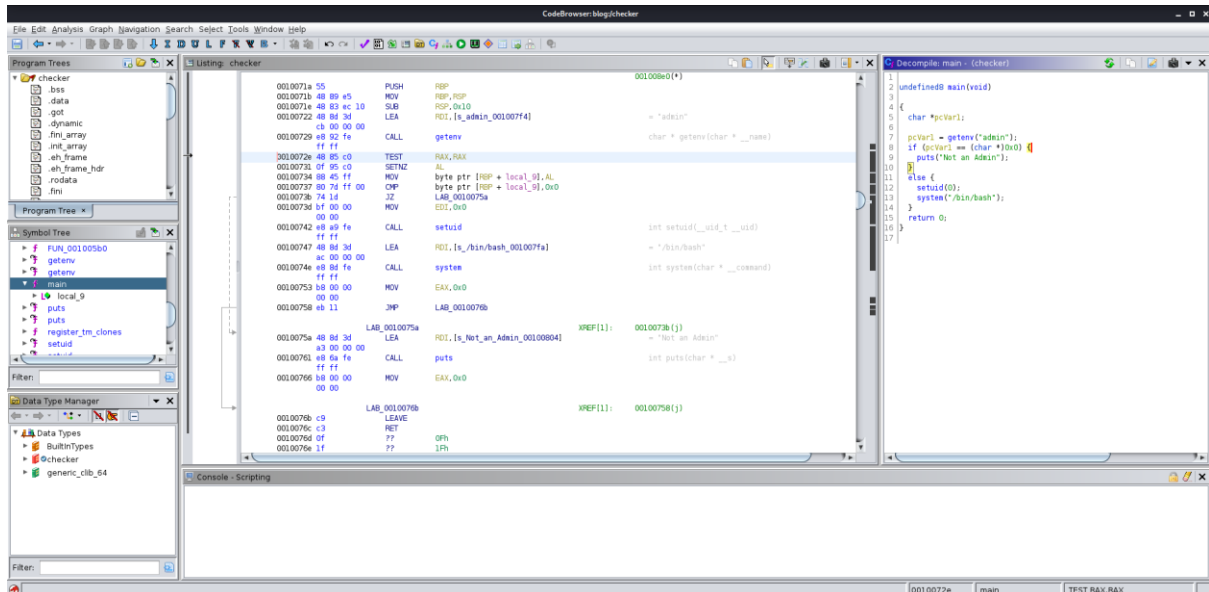 CodeBrowser: blog:/checker
File Edit Analysis Graph Navigation Search Select Tools Window Help
Program Trees
checker
.bss
.data
.got
.dynamic
.fini_array
.init_array
.eh_frame
.eh_frame_hdr
.rodata
.fini
Program Tree ×
Symbol Tree
FUN_001005b0
getenv
getenv
main
local_9
puts
puts
register_tm_clones
setuid
Filter:
Data Type Manager
Data Types
BuiltInTypes
checker
generic_clib_64
Filter:
Listing: checker
001008e0(*)
0010071a 55 PUSH RBP
0010071b 48 89 e5 MOV RBP,RSP
0010071e 48 83 ec 10 SUB RSP,0x10
00100722 48 8d 3d LEA RDI,[s_admin_001007f4] = "admin"
cb 00 00 00
00100729 e8 92 fe CALL getenv char * getenv(char * __name)
ff ff
0010072e 48 85 c0 TEST RAX,RAX
00100731 0f 95 c0 SETNZ AL
00100734 88 45 ff MOV byte ptr [RBP + local_9],AL
00100737 80 7d ff 00 CMP byte ptr [RBP + local_9],0x0
0010073b 74 1d JZ LAB_0010075a
0010073d bf 00 00 MOV EDI,0x0
00 00
00100742 e8 a9 fe CALL setuid int setuid(__uid_t __uid)
ff ff
00100747 48 8d 3d LEA RDI,[s_/bin/bash_001007fa] = "/bin/bash"
ac 00 00 00
0010074e e8 8d fe CALL system int system(char * __command)
ff ff
00100753 b8 00 00 MOV EAX,0x0
00 00
00100758 eb 11 JMP LAB_0010076b
LAB_0010075a XREF[1]: 0010073b(j)
0010075a 48 8d 3d LEA RDI,[s_Not_an_Admin_00100804] = "Not an Admin"
a3 00 00 00
00100761 e8 6a fe CALL puts int puts(char * __s)
ff ff
00100766 b8 00 00 MOV EAX,0x0
00 00
LAB_0010076b XREF[1]: 00100758(j)
0010076b c9 LEAVE
0010076c c3 RET
0010076d 0f ?? 0Fh
0010076e 1f ?? 1Fh
Decompile: main - (checker)
1
2 undefined8 main(void)
3
4 {
5 char *pcVar1;
6
7 pcVar1 = getenv("admin");
8 if (pcVar1 == (char *)0x0) {
9 puts("Not an Admin");
10 }
11 else {
12 setuid(0);
13 system("/bin/bash");
14 }
15 return 0;
16 }
17
Console - Scripting
0010072e main TEST RAX,RAX